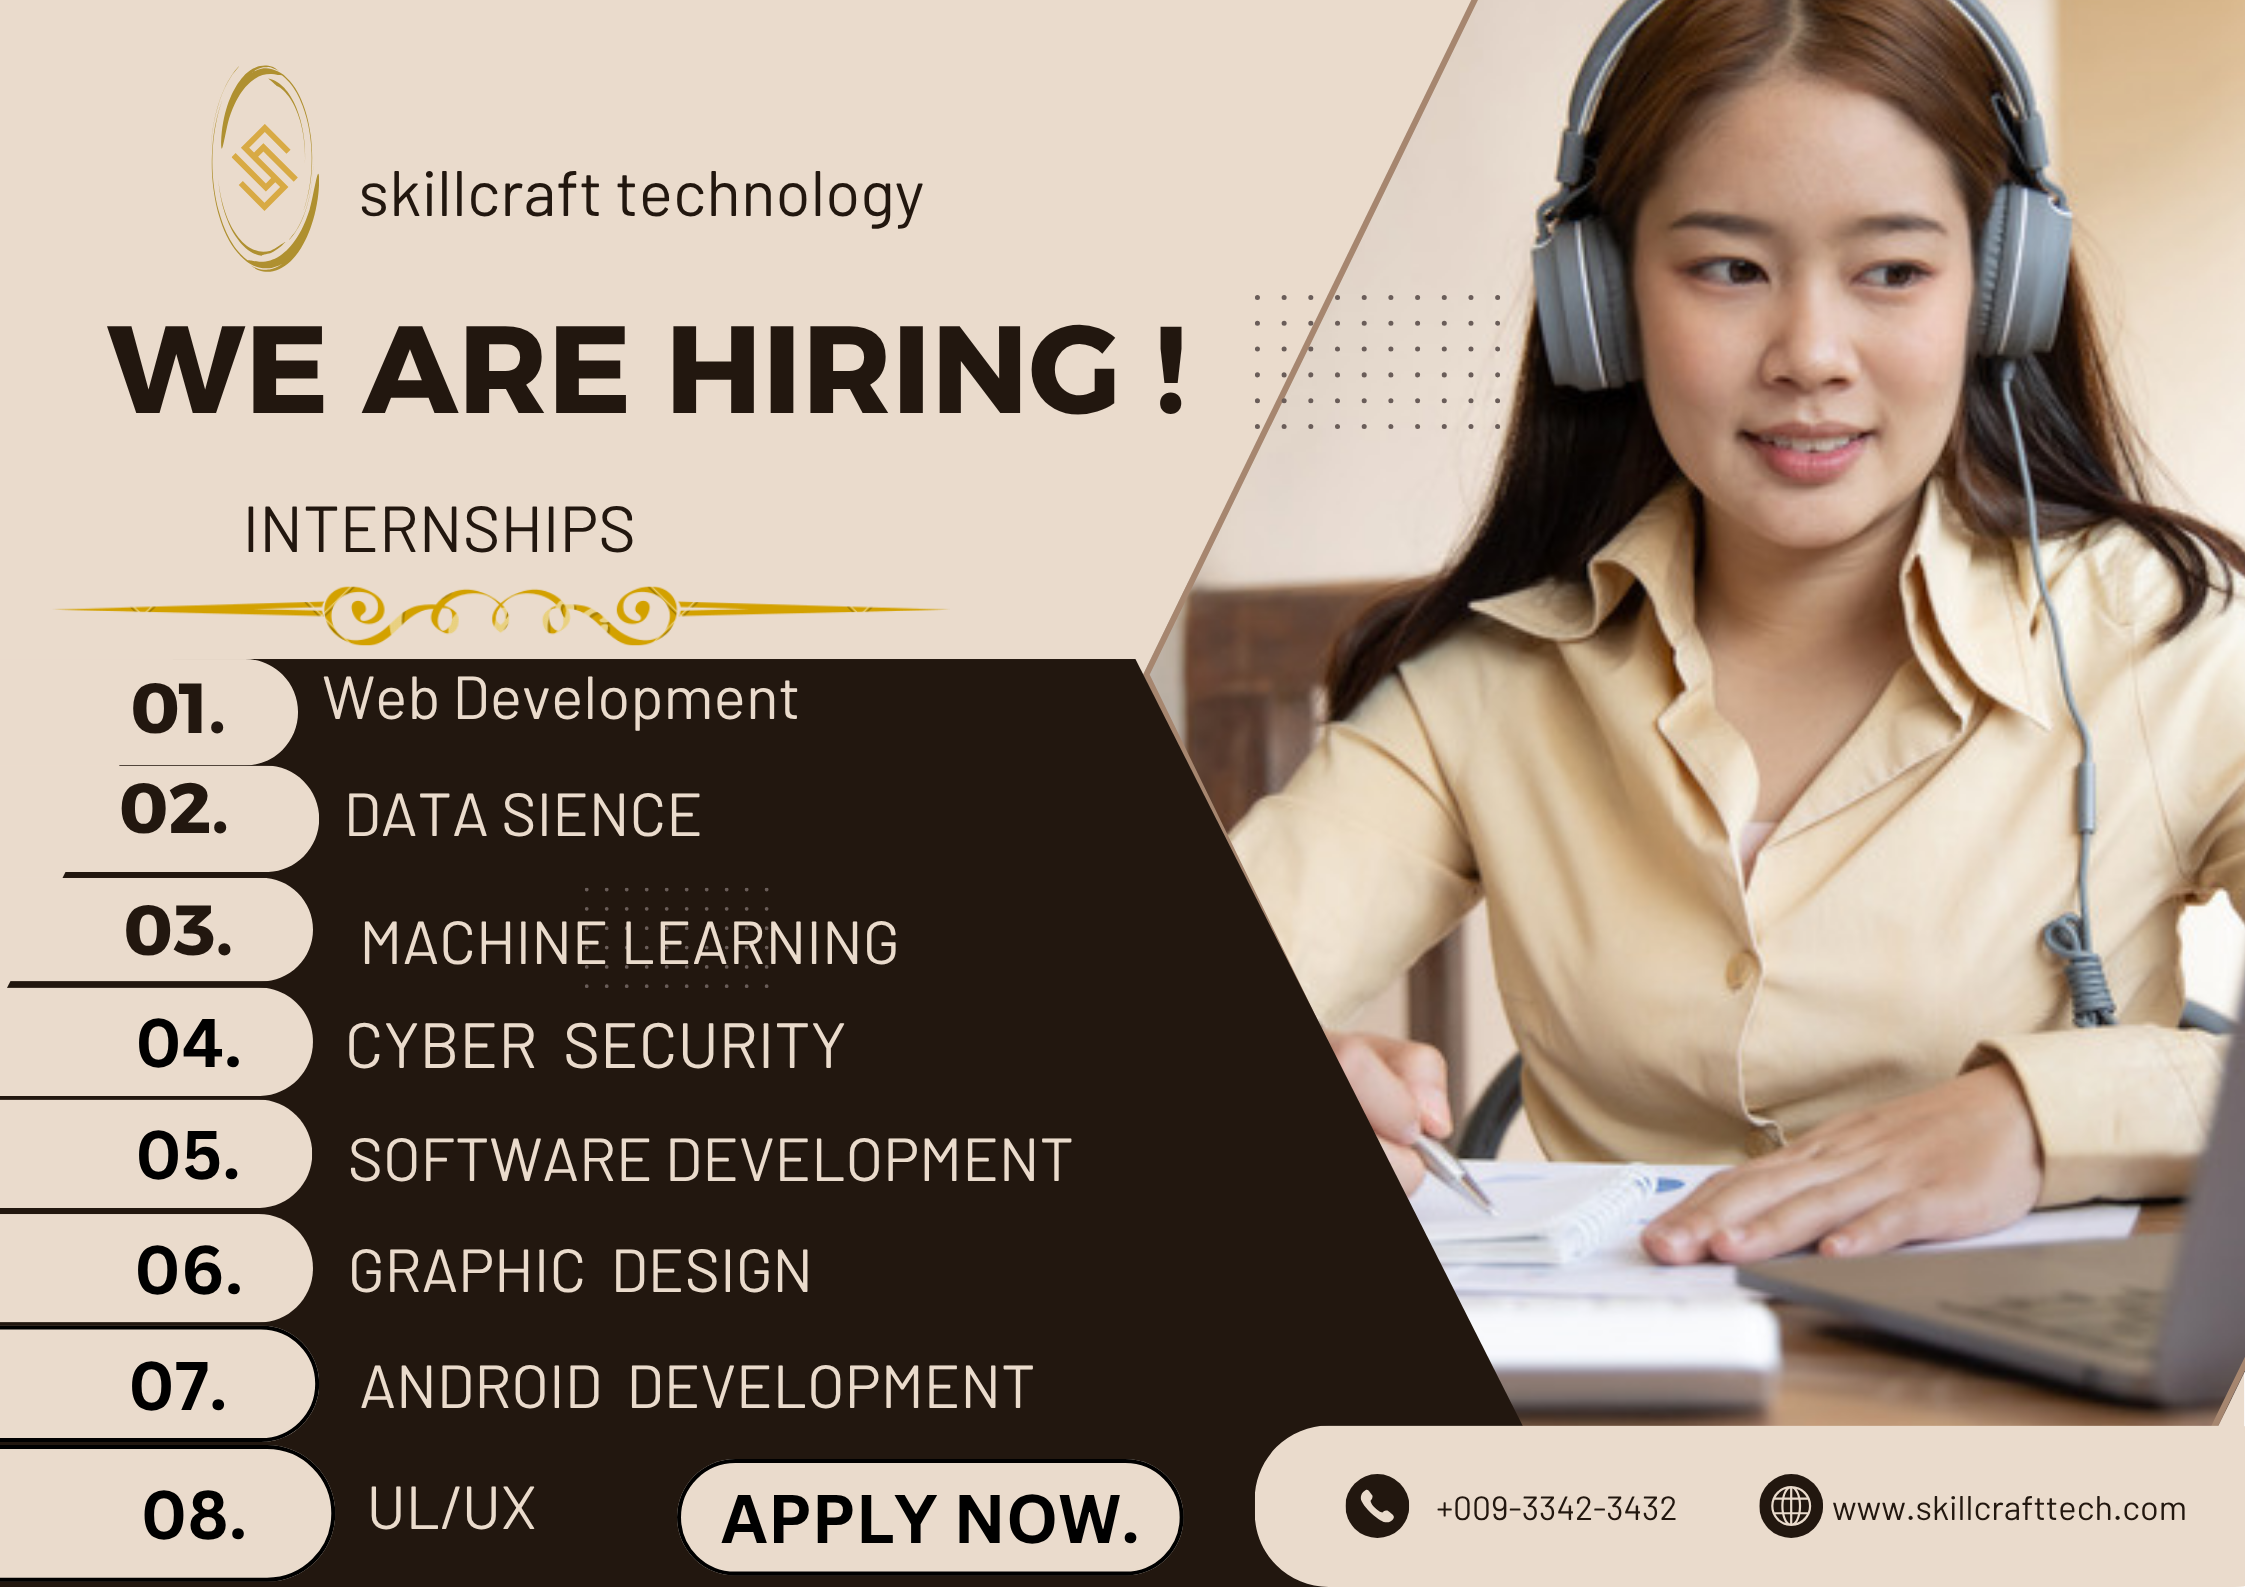 skillcraft technology
WE ARE HIRING !
INTERNSHIPS
01. Web Development
02. DATA SIENCE
03. MACHINE LEARNING
04. CYBER SECURITY
05. SOFTWARE DEVELOPMENT
06. GRAPHIC DESIGN
07. ANDROID DEVELOPMENT
08. UL/UX
APPLY NOW.
+009-3342-3432
www.skillcrafttech.com